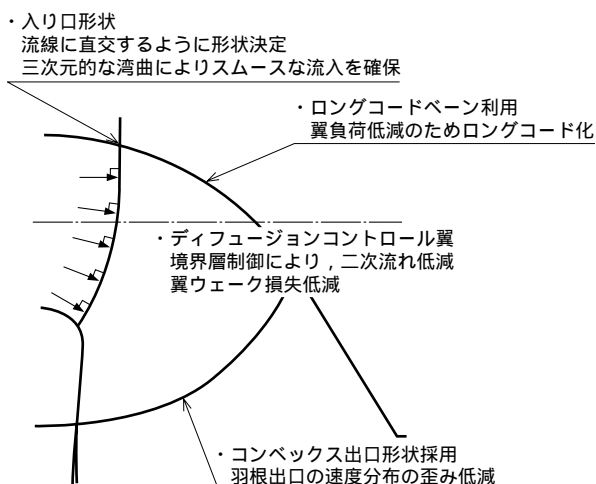 ・入り口形状
流線に直交するように形状決定
三次元的な湾曲によりスムースな流入を確保
・ロングコードベーン利用
翼負荷低減のためロングコード化
・ディフュージョンコントロール翼
境界層制御により，二次流れ低減
翼ウェーク損失低減
・コンベックス出口形状採用
羽根出口の速度分布の歪み低減